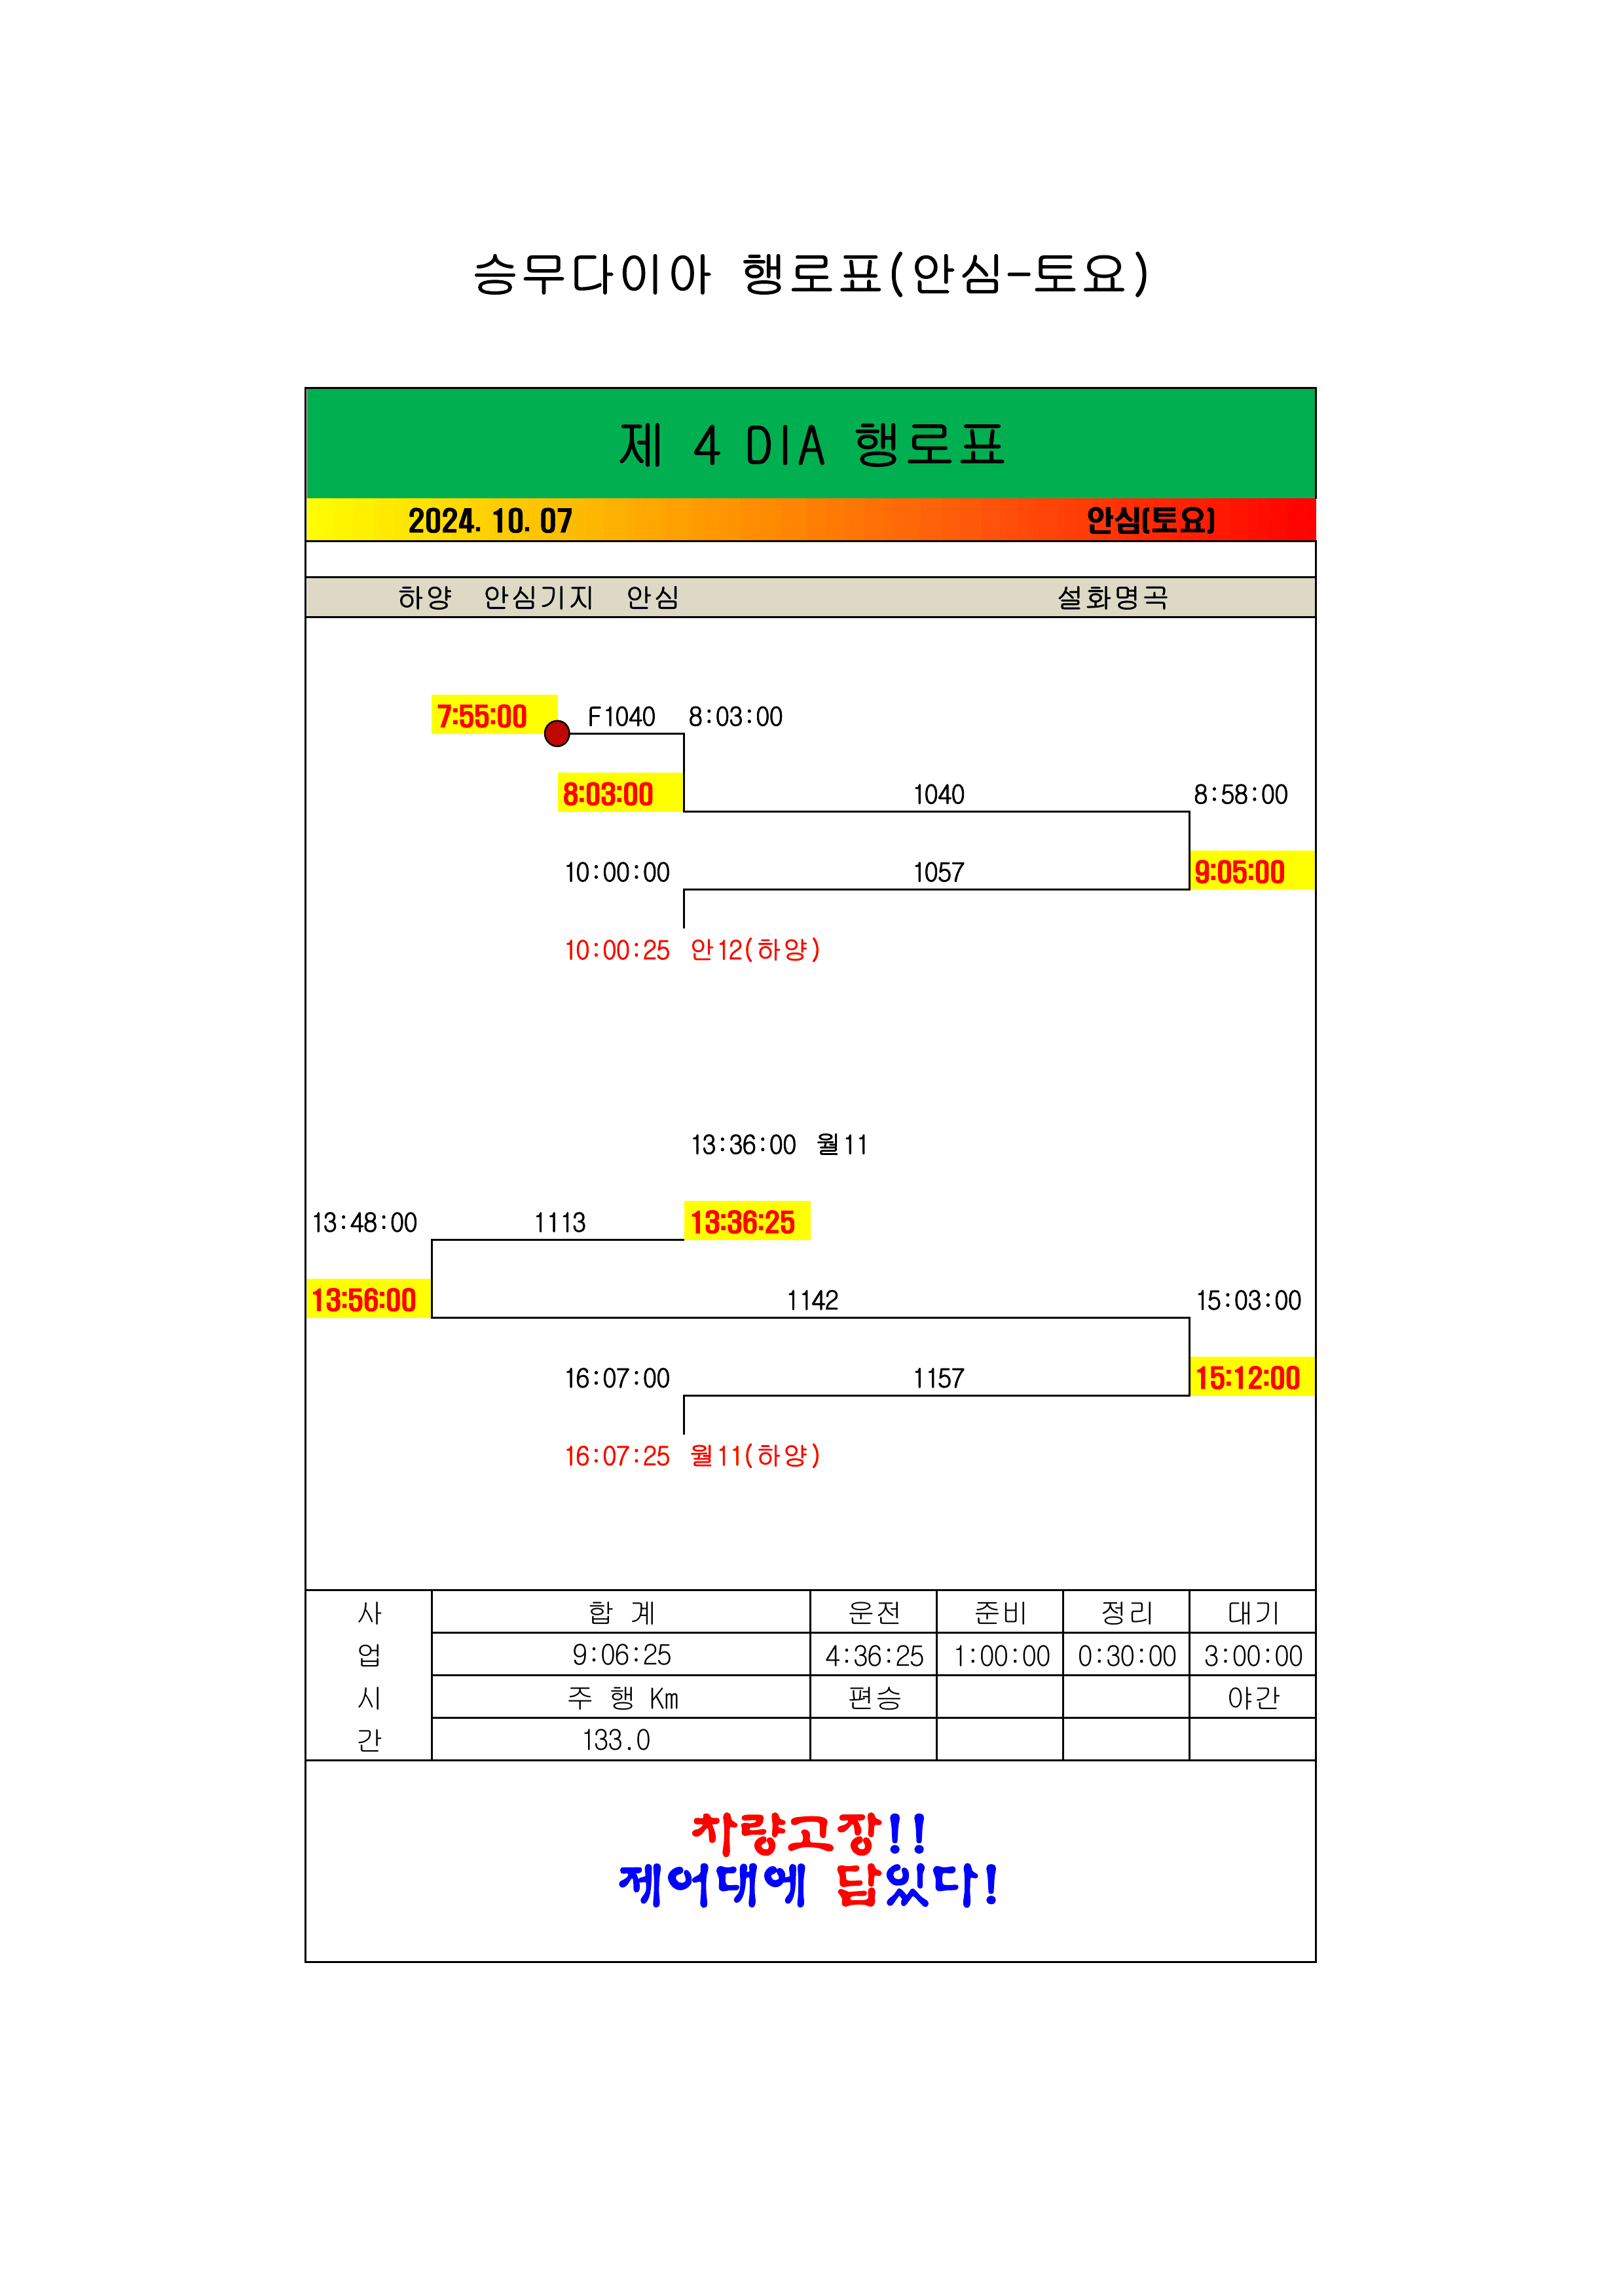 승무다이아 행로표(안심-토요)
제 4 DIA 행로표
2024. 10. 07 안심(토요)
하양 안심기지 안심 설화명곡
7:55:00 F1040 8:03:00
8:03:00 1040 8:58:00
10:00:00 1057 9:05:00
10:00:25 안12(하양)
13:36:00 월11
13:48:00 1113 13:36:25
13:56:00 1142 15:03:00
16:07:00 1157 15:12:00
16:07:25 월11(하양)
사 합 계 운전 준비 정리 대기
업 9:06:25 4:36:25 1:00:00 0:30:00 3:00:00
시 주 행 Km 편승 야간
간 133.0
차량고장!!
제어대에 답있다!